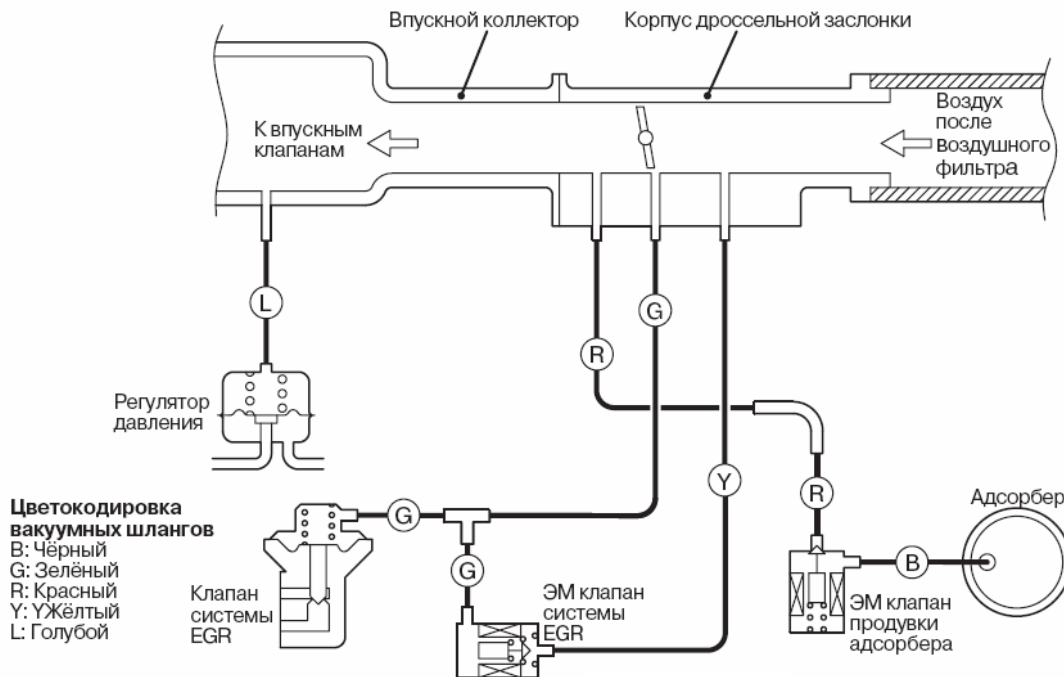 Впускной коллектор
Корпус дроссельной заслонки
К впускным
клапанам
Воздух
после
воздушного
фильтра
L
G
R
Регулятор
давления
Y
R
Адсорбер
Цветокодировка
вакуумных шлангов
B: Чёрный
G: Зелёный
R: Красный
Y: YЖёлтый
L: Голубой
G
G
B
Клапан
системы
EGR
ЭМ клапан
системы
EGR
ЭМ клапан
продувки
адсорбера